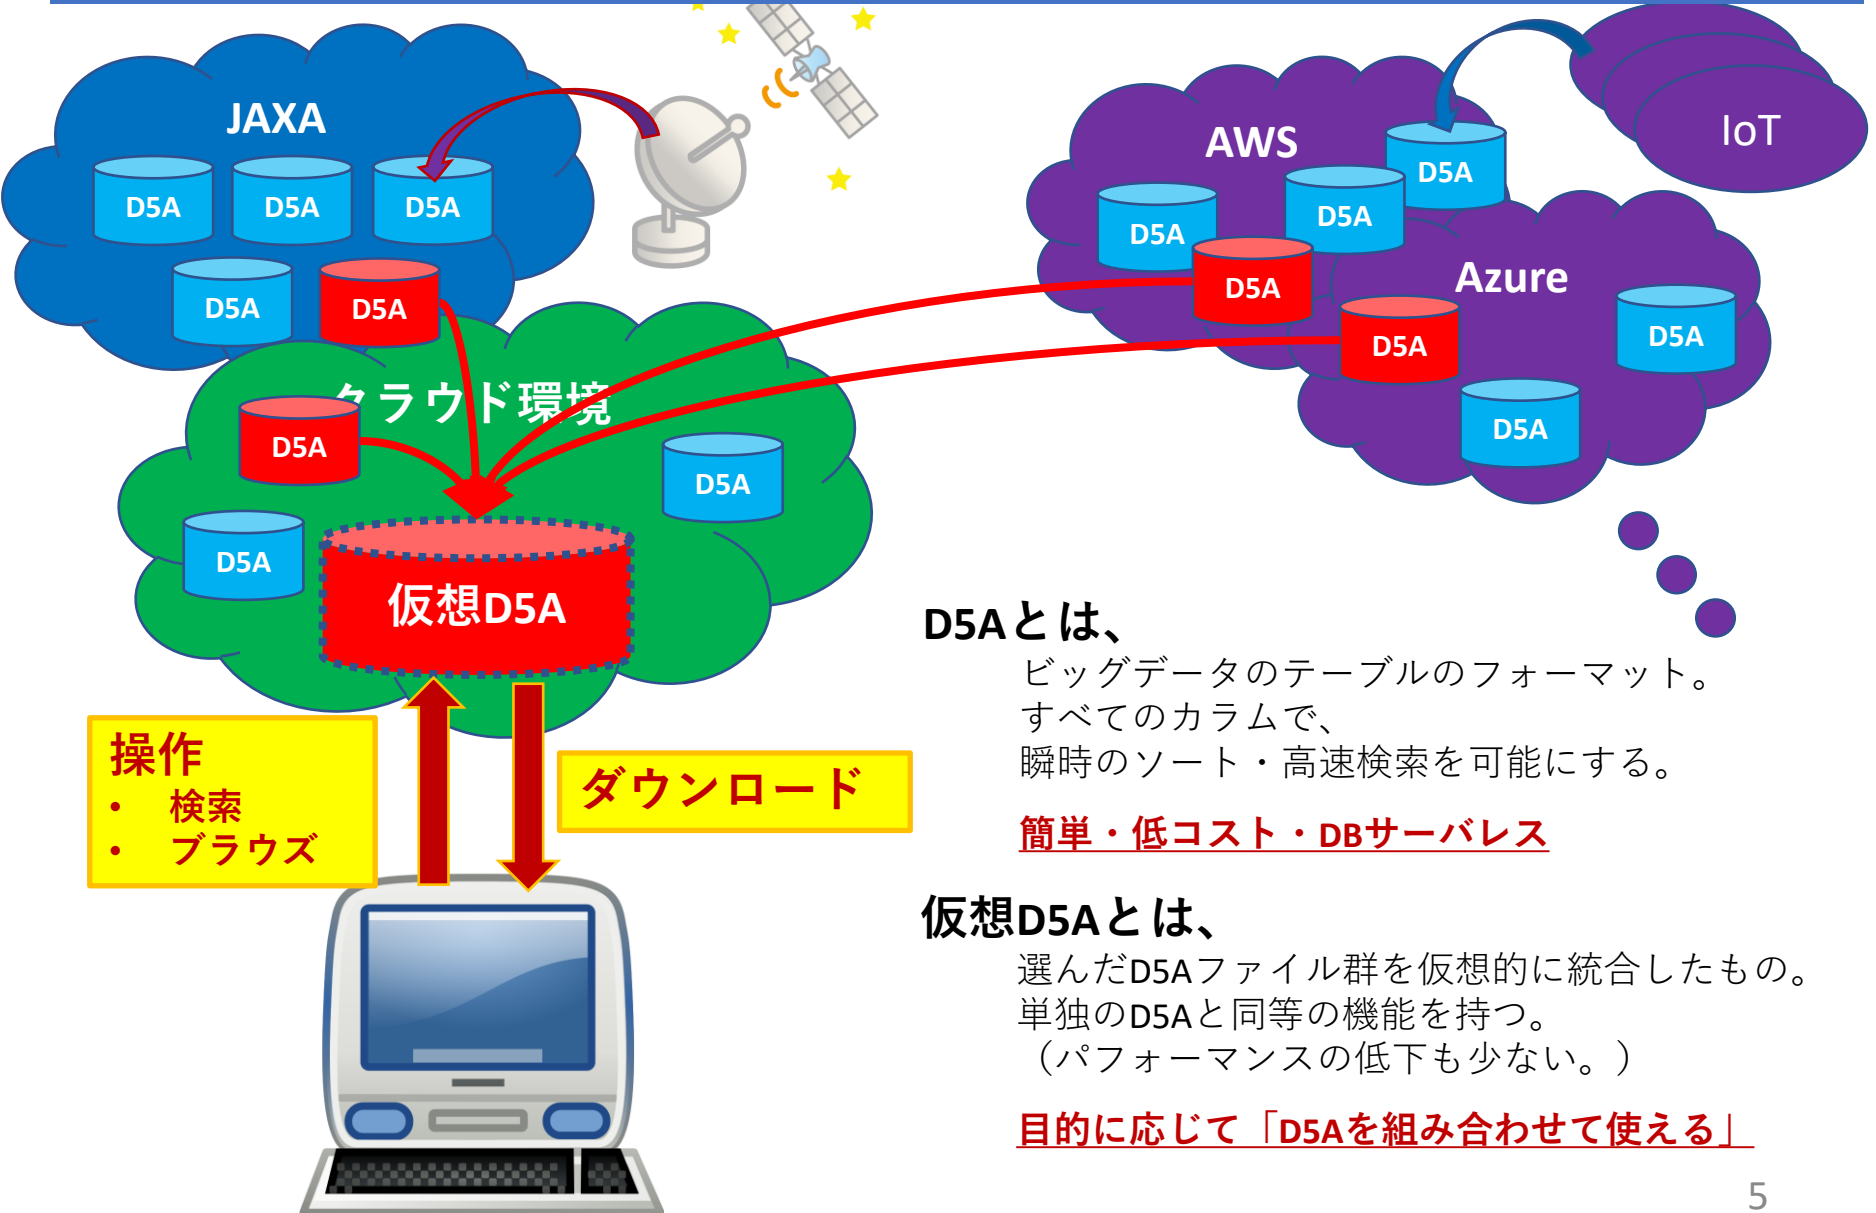 JAXA
D5A
D5A
D5A
D5A
D5A
AWS
IoT
D5A
D5A
D5A
D5A
Azure
D5A
D5A
D5A
クラウド環境
D5A
D5A
D5A
仮想D5A
操作
• 検索
• ブラウズ
ダウンロード
D5Aとは、
ビッグデータのテーブルのフォーマット。
すべてのカラムで、
瞬時のソート・高速検索を可能にする。
簡単・低コスト・DBサーバレス
仮想D5Aとは、
選んだD5Aファイル群を仮想的に統合したもの。
単独のD5Aと同等の機能を持つ。
（パフォーマンスの低下も少ない。）
目的に応じて「D5Aを組み合わせて使える」
5